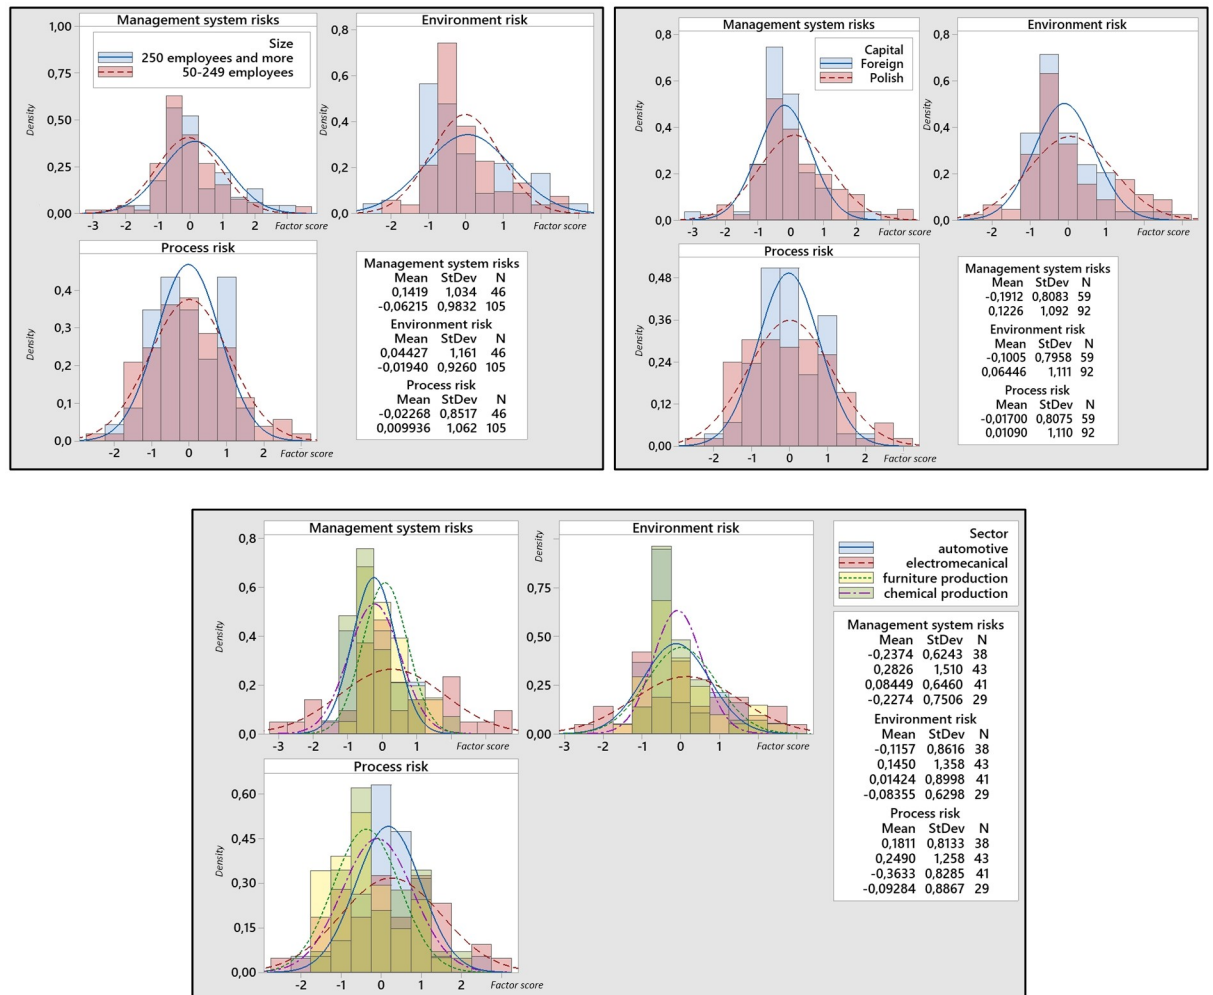 Management system risks
1,00
0,75
0,50
0,25
0,00
Density
Size
250 employees and more
50-249 employees
-3 -2 -1 0 1 2 Factor score
Environment risk
0,8
0,6
0,4
0,2
0,0
Density
-2 -1 0 1 Factor score
Process risk
0,4
0,3
0,2
0,1
0,0
Density
-2 -1 0 1 2 Factor score
Management system risks
Mean StDev N
0,1419 1,034 46
-0,06215 0,9832 105
Environment risk
Mean StDev N
0,04427 1,161 46
-0,01940 0,9260 105
Process risk
Mean StDev N
-0,02268 0,8517 46
0,009936 1,062 105
Management system risks
0,8
0,6
0,4
0,2
0,0
Density
Capital
Foreign
Polish
-3 -2 -1 0 1 2 Factor score
Environment risk
0,8
0,6
0,4
0,2
0,0
Density
-2 -1 0 1 Factor score
Process risk
0,48
0,36
0,24
0,12
0,00
Density
-2 -1 0 1 2 Factor score
Management system risks
Mean StDev N
-0,1912 0,8083 59
0,1226 1,092 92
Environment risk
Mean StDev N
-0,1005 0,7958 59
0,06446 1,111 92
Process risk
Mean StDev N
-0,01700 0,8075 59
0,01090 1,110 92
Management system risks
0,8
0,6
0,4
0,2
0,0
Density
-3 -2 -1 0 1 Factor score
Environment risk
0,75
0,50
0,25
0,00
Density
-3 -2 -1 0 1 Factor score
Sector
automotive
electromechanical
furniture production
chemical production
Process risk
0,60
0,45
0,30
0,15
0,00
Density
-2 -1 0 1 2 Factor score
Management system risks
Mean StDev N
-0,2374 0,6243 38
0,2826 1,510 43
0,08449 0,6460 41
-0,2274 0,7506 29
Environment risk
Mean StDev N
-0,1157 0,8616 38
0,1450 1,358 43
0,01424 0,8998 41
-0,08355 0,6298 29
Process risk
Mean StDev N
0,1811 0,8133 38
0,2490 1,258 43
-0,3633 0,8285 41
-0,09284 0,8867 29